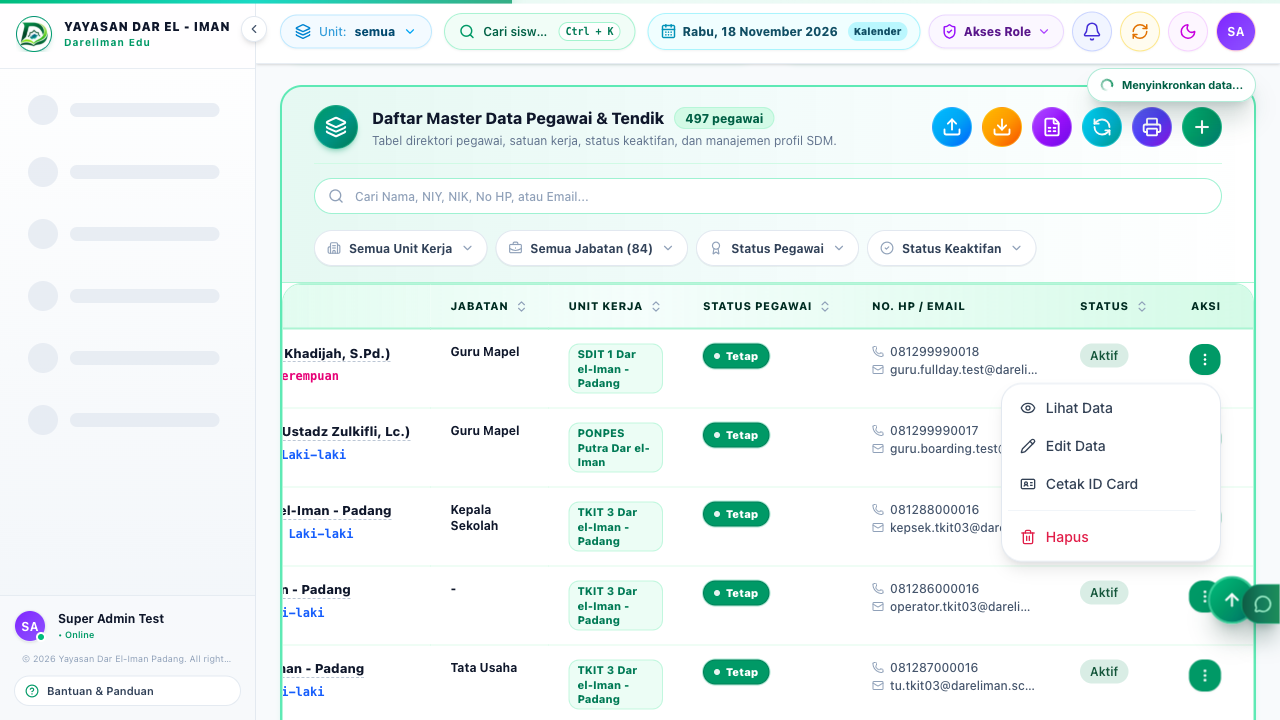 YAYASAN DAR EL - IMAN
Dareliman Edu
Unit: semua
Cari sisw... Ctrl + K
Rabu, 18 November 2026 Kalender
Akses Role
SA
Menyinkronkan data...
Daftar Master Data Pegawai & Tendik 497 pegawai
Tabel direktori pegawai, satuan kerja, status keaktifan, dan manajemen profil SDM.
Cari Nama, NIY, NIK, No HP, atau Email...
Semua Unit Kerja
Semua Jabatan (84)
Status Pegawai
Status Keaktifan
JABATAN UNIT KERJA STATUS PEGAWAI NO. HP / EMAIL STATUS AKSI
Khadijah, S.Pd.)
erempuan
Guru Mapel
SDIT 1 Dar
el-Iman -
Padang
Tetap
081299990018
guru.fullday.test@dareli...
Aktif
Ustadz Zulkifli, Lc.)
Laki-laki
Guru Mapel
PONPES
Putra Dar el-
Iman
Tetap
081299990017
guru.boarding.test
el-Iman - Padang
Laki-laki
Kepala
Sekolah
TKIT 3 Dar
el-Iman -
Padang
Tetap
081288000016
kepsek.tkit03@dare
Lihat Data
Edit Data
Cetak ID Card
Hapus
n - Padang
i-laki
-
TKIT 3 Dar
el-Iman -
Padang
Tetap
081286000016
operator.tkit03@dareli...
Aktif
nan - Padang
i-laki
Tata Usaha
TKIT 3 Dar
el-Iman -
Padang
Tetap
081287000016
tu.tkit03@dareliman.sc...
Aktif
SA
Super Admin Test
• Online
© 2026 Yayasan Dar El-Iman Padang. All right...
Bantuan & Panduan